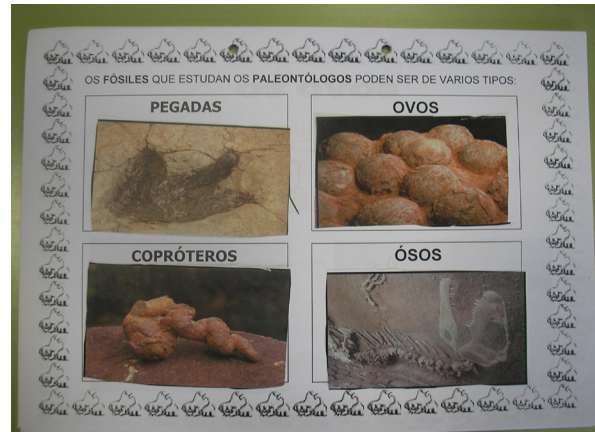 OS FÓSILES QUE ESTUDAN OS PALEONTÓLOGOS PODEN SER DE VARIOS TIPOS:
PEGADAS
OVOS
COPRÓTEROS
ÓSOS